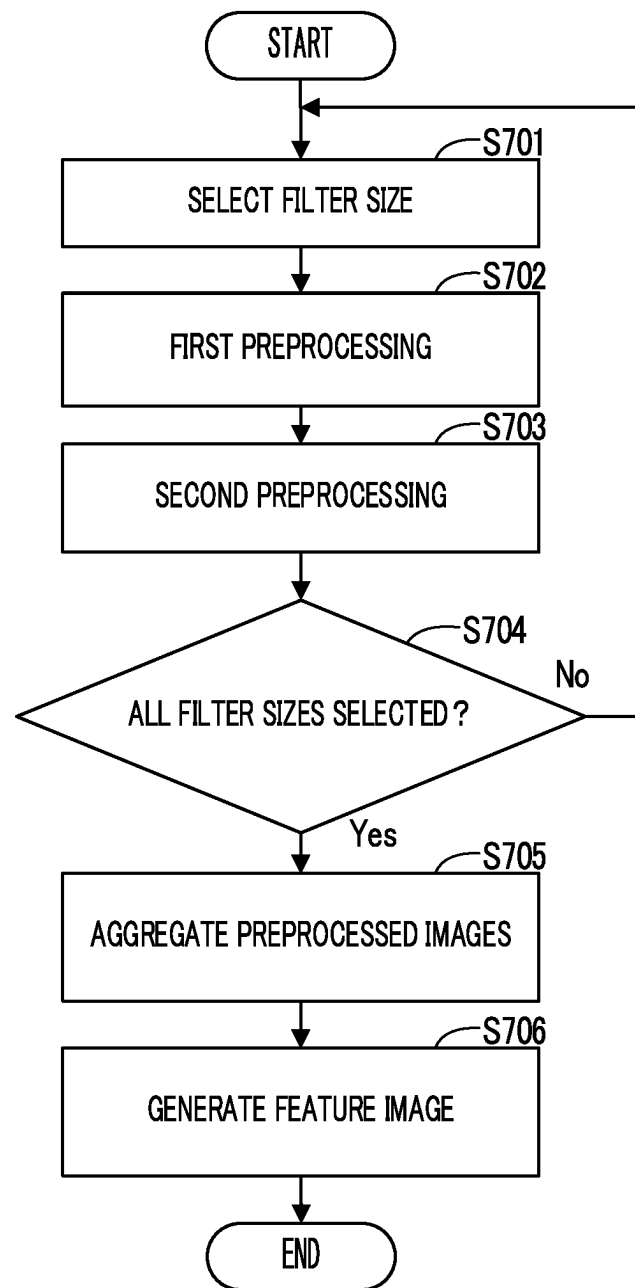 START
S701
SELECT FILTER SIZE
S702
FIRST PREPROCESSING
S703
SECOND PREPROCESSING
S704
No
ALL FILTER SIZES SELECTED?
Yes
S705
AGGREGATE PREPROCESSED IMAGES
S706
GENERATE FEATURE IMAGE
END